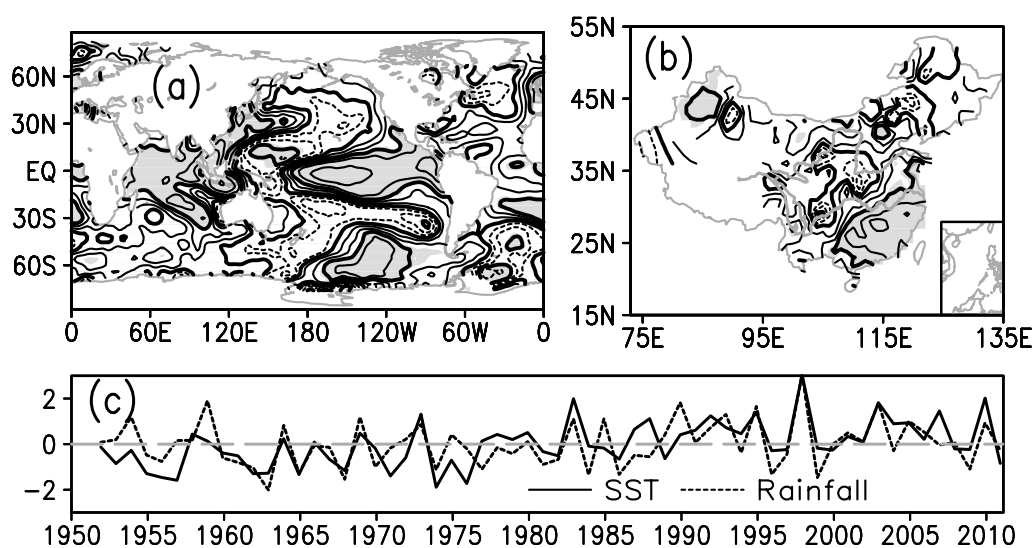 (a)
60N
30N
EQ
30S
60S
0 60E 120E 180 120W 60W 0
(b)
55N
45N
35N
25N
15N
75E 95E 115E 135E
(c)
2
0
−2
SST Rainfall
1950 1955 1960 1965 1970 1975 1980 1985 1990 1995 2000 2005 2010